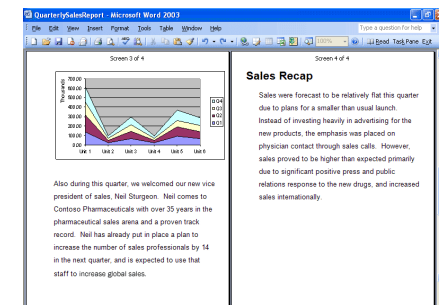 QuarterlySalesReport - Microsoft Word 2003
File Edit View Insert Format Tools Table Window Help
Type a question for help
100%
Read Task Pane Exit
Screen 3 of 4
Thousands
700.00
600.00
500.00
400.00
300.00
200.00
100.00
0.00
Unit 1 Unit 2 Unit 3 Unit 4 Unit 5 Unit 6
Q4
Q3
Q2
Q1
Also during this quarter, we welcomed our new vice
president of sales, Neil Sturgeon. Neil comes to
Contoso Pharmaceuticals with over 35 years in the
pharmaceutical sales arena and a proven track
record. Neil has already put in place a plan to
increase the number of sales professionals by 14
in the next quarter, and is expected to use that
staff to increase global sales.
Screen 4 of 4
Sales Recap
Sales were forecast to be relatively flat this quarter
due to plans for a smaller than usual launch.
Instead of investing heavily in advertising for the
new products, the emphasis was placed on
physician contact through sales calls. However,
sales proved to be higher than expected primarily
due to significant positive press and public
relations response to the new drugs, and increased
sales internationally.